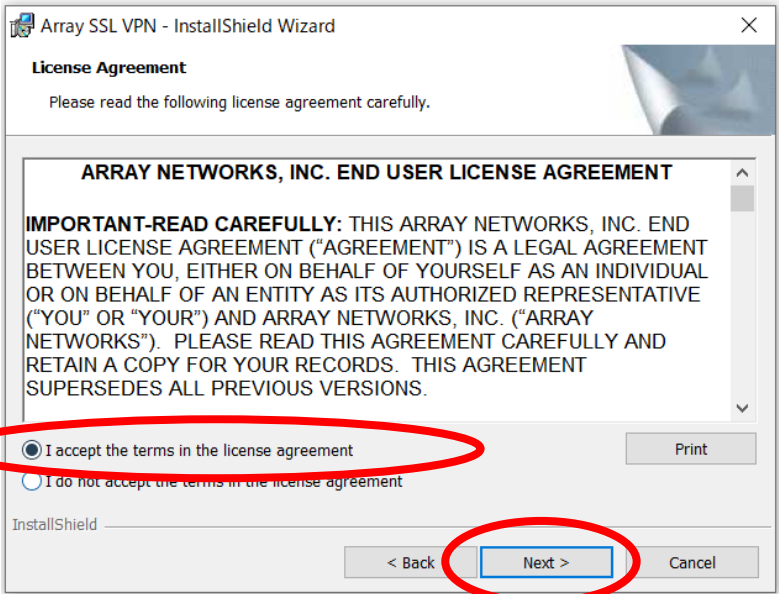 Array SSL VPN - InstallShield Wizard
License Agreement
Please read the following license agreement carefully.
ARRAY NETWORKS, INC. END USER LICENSE AGREEMENT
IMPORTANT-READ CAREFULLY: THIS ARRAY NETWORKS, INC. END
USER LICENSE AGREEMENT (“AGREEMENT”) IS A LEGAL AGREEMENT
BETWEEN YOU, EITHER ON BEHALF OF YOURSELF AS AN INDIVIDUAL
OR ON BEHALF OF AN ENTITY AS ITS AUTHORIZED REPRESENTATIVE
(“YOU” OR “YOUR”) AND ARRAY NETWORKS, INC. (“ARRAY
NETWORKS”).  PLEASE READ THIS AGREEMENT CAREFULLY AND
RETAIN A COPY FOR YOUR RECORDS.  THIS AGREEMENT
SUPERSEDES ALL PREVIOUS VERSIONS.
I accept the terms in the license agreement
Print
I do not accept the terms in the license agreement
InstallShield
< Back
Next >
Cancel